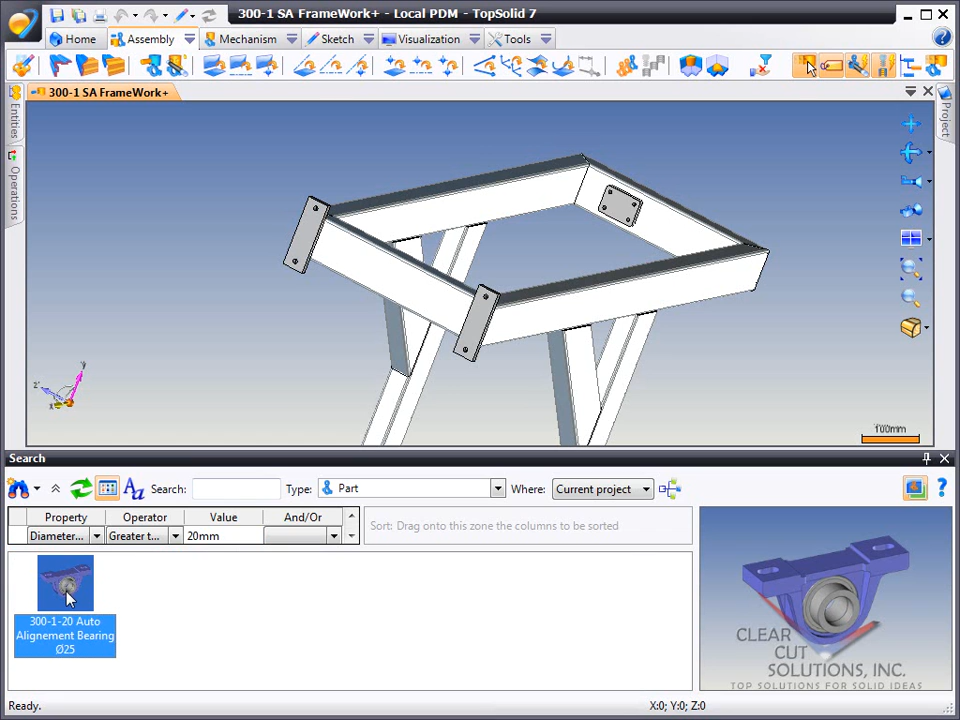 300-1 SA FrameWork+ - Local PDM - TopSolid 7
Home
Assembly
Mechanism
Sketch
Visualization
Tools
300-1 SA FrameWork+
Entities
Operations
Project
100mm
Search
Search:
Type:
Part
Where:
Current project
Property
Operator
Value
And/Or
Diameter...
Greater t...
20mm
Sort: Drag onto this zone the columns to be sorted
300-1-20 Auto
Alignement Bearing
Ø25
CLEAR
CUT
SOLUTIONS, INC.
TOP SOLUTIONS FOR SOLID IDEAS
Ready.
X:0; Y:0; Z:0